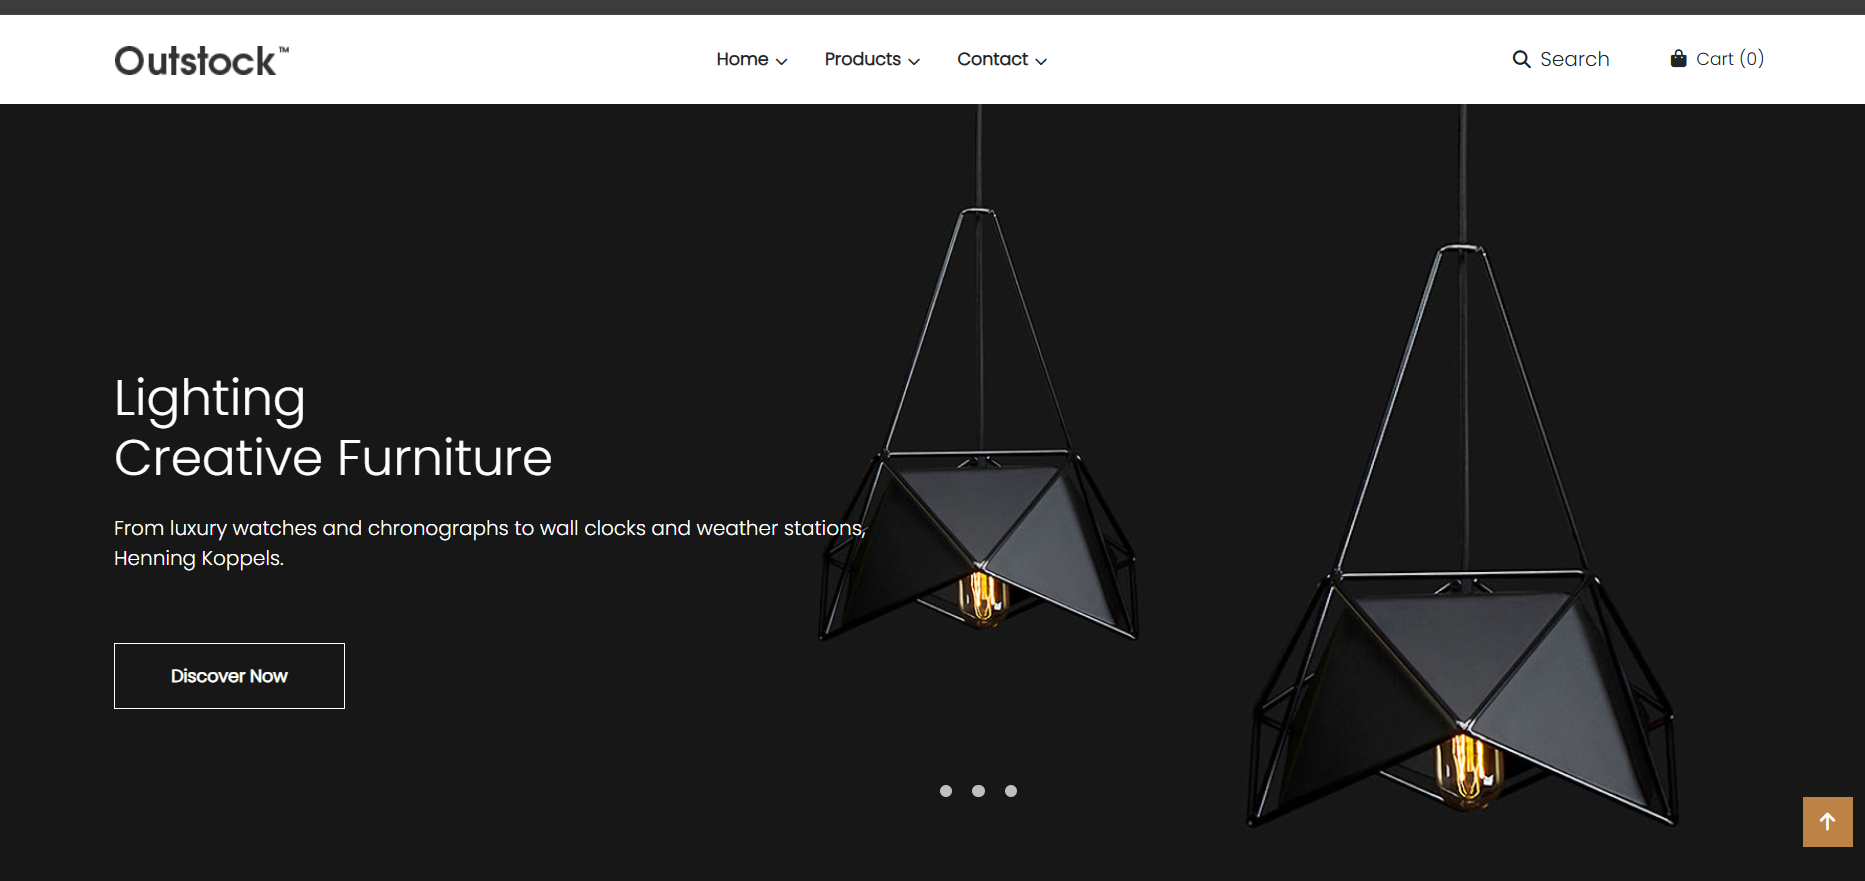 Outstock™
Home
Products
Contact
Search
Cart (0)
Lighting
Creative Furniture
From luxury watches and chronographs to wall clocks and weather stations,
Henning Koppels.
Discover Now